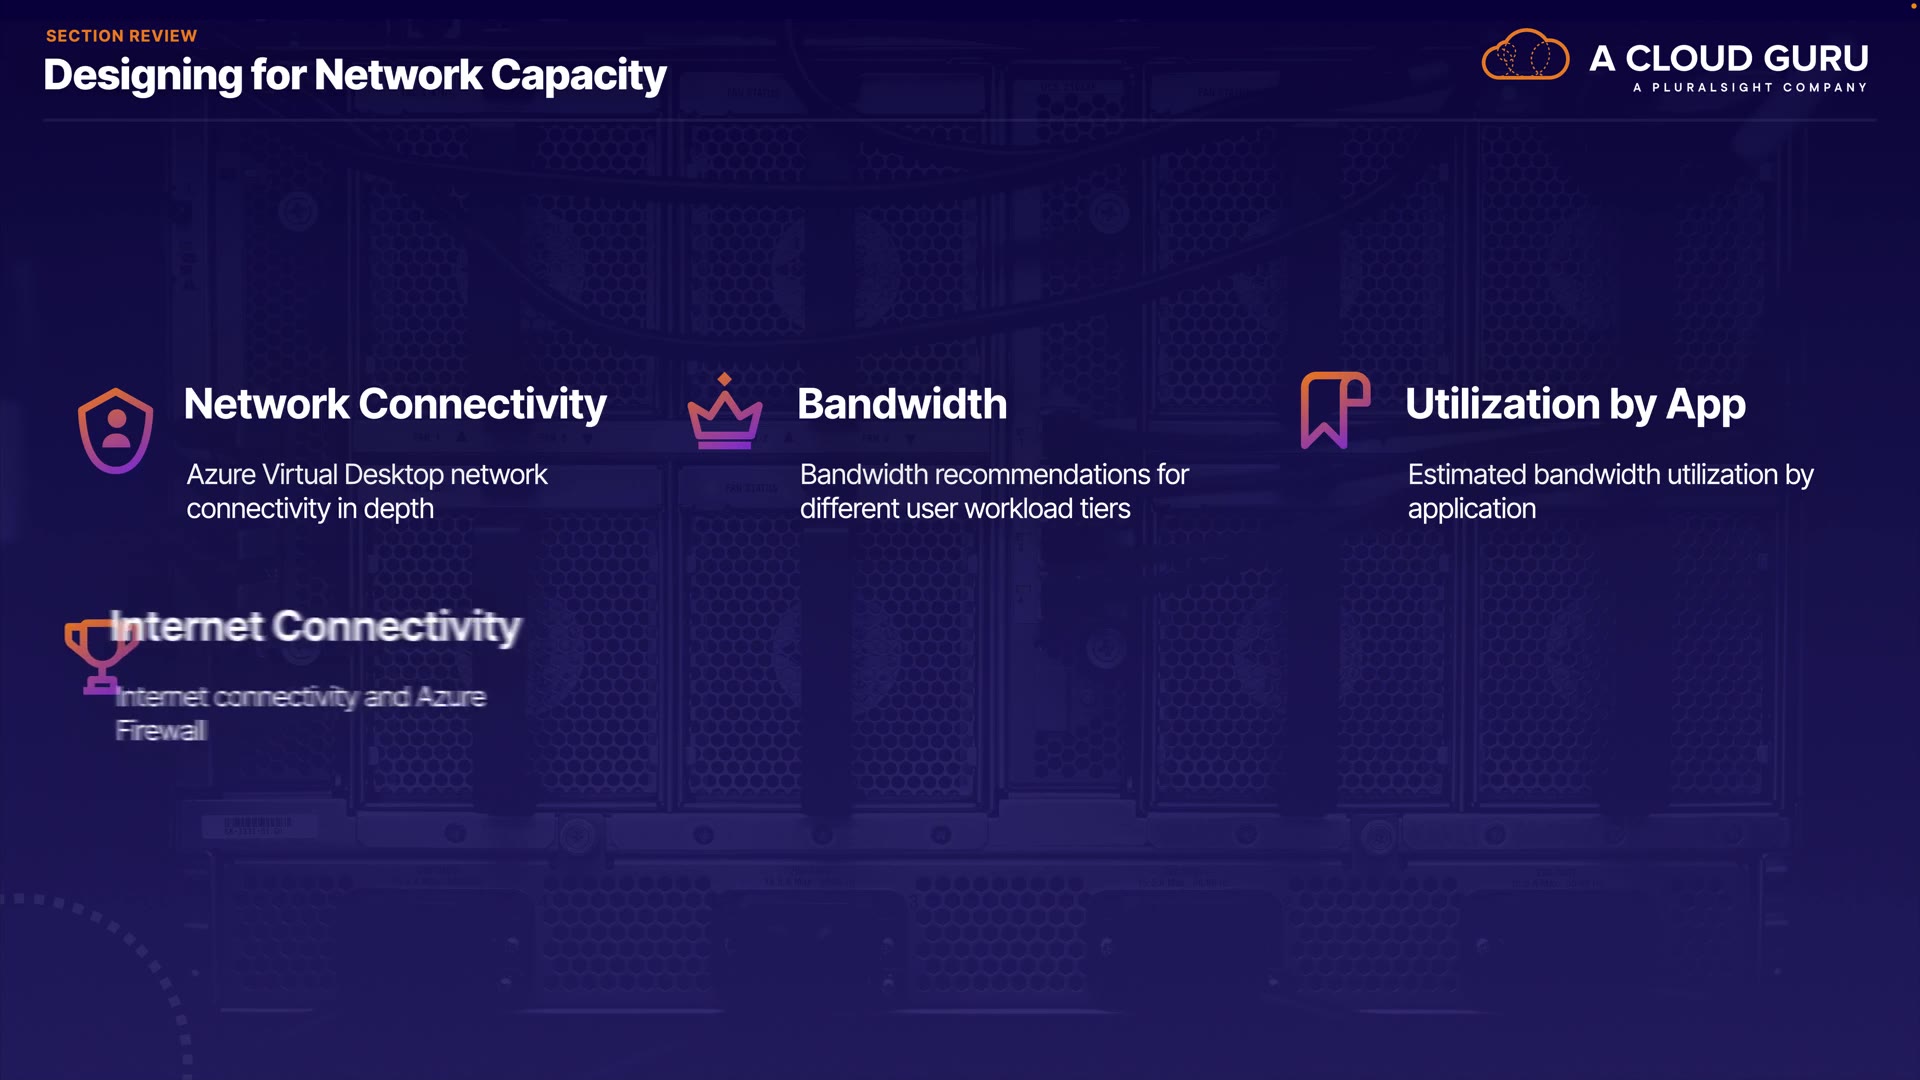 SECTION REVIEW
Designing for Network Capacity
A CLOUD GURU
A PLURALSIGHT COMPANY
Network Connectivity
Azure Virtual Desktop network
connectivity in depth
Bandwidth
Bandwidth recommendations for
different user workload tiers
Utilization by App
Estimated bandwidth utilization by
application
Internet Connectivity
Internet connectivity and Azure
Firewall